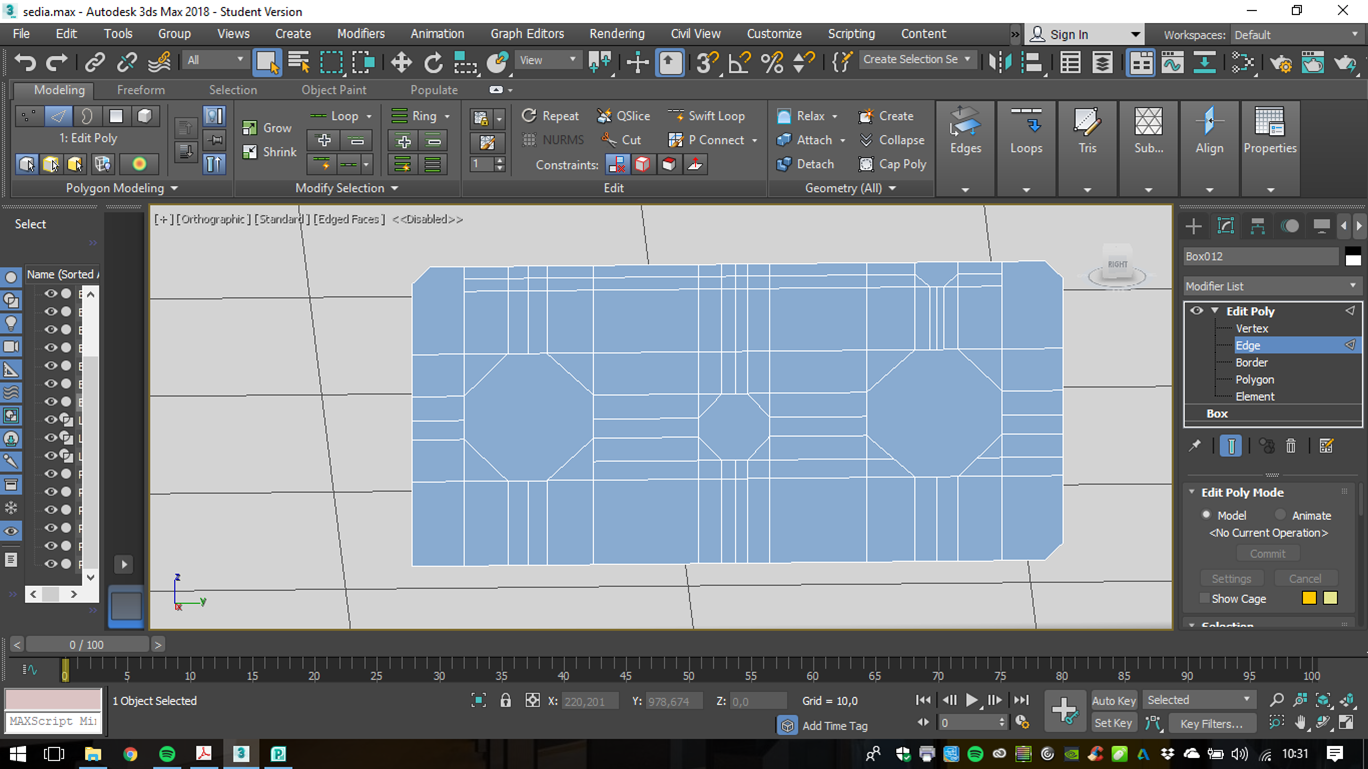 sedia.max - Autodesk 3ds Max 2018 - Student Version
File Edit Tools Group Views Create Modifiers Animation Graph Editors Rendering Civil View Customize Scripting Content » Sign In Workspaces: Default
All View Create Selection Se
Modeling Freeform Selection Object Paint Populate
1: Edit Poly
Grow
Shrink
Loop Ring
Repeat QSlice Swift Loop
NURMS Cut P Connect
1 Constraints:
Relax Create
Attach Collapse
Detach Cap Poly
Edges Loops Tris Sub... Align Properties
Polygon Modeling Modify Selection Edit Geometry (All)
Select
»
Name (Sorted A
[+] [Orthographic] [Standard] [Edged Faces] <<Disabled>>
RIGHT
z
x y
Box012
Modifier List
Edit Poly
Vertex
Edge
Border
Polygon
Element
Box
Edit Poly Mode
Model Animate
<No Current Operation>
Commit
Settings Cancel
Show Cage
Selection
< 0 / 100 >
0 5 10 15 20 25 30 35 40 45 50 55 60 65 70 75 80 85 90 95 100
MAXScript Mi
1 Object Selected
X: 220,201 Y: 978,674 Z: 0,0 Grid = 10,0
Add Time Tag
0
Auto Key Selected
Set Key Key Filters...
10:31